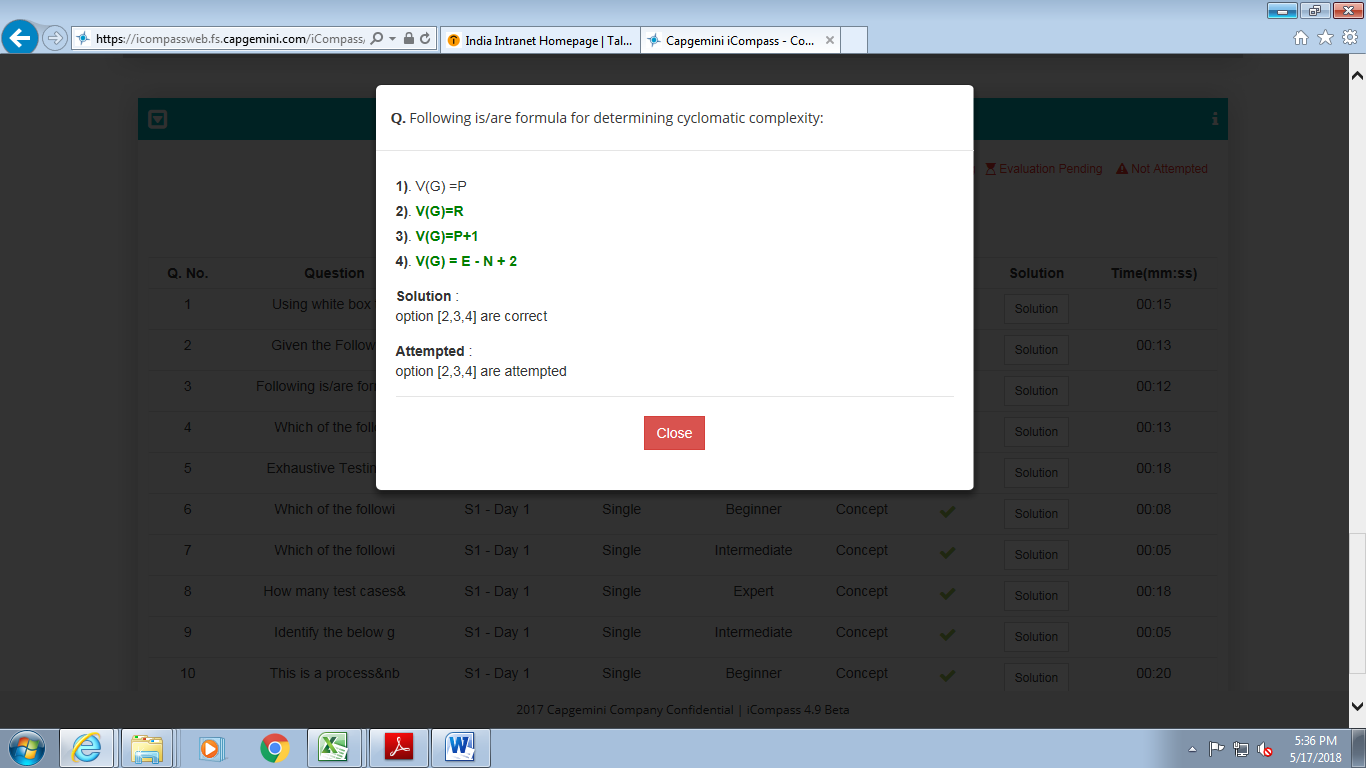 https://icompassweb.fs.capgemini.com/iCompass,
India Intranet Homepage | Tal...
Capgemini iCompass - Co...
Q. Following is/are formula for determining cyclomatic complexity:
Evaluation Pending
Not Attempted
1). V(G) =P
2). V(G)=R
3). V(G)=P+1
4). V(G) = E - N + 2
Solution :
option [2,3,4] are correct
Attempted :
option [2,3,4] are attempted
Close
Q. No. Question Solution Time(mm:ss)
1 Using white box Solution 00:15
2 Given the Follow Solution 00:13
3 Following is/are for Solution 00:12
4 Which of the foll Solution 00:13
5 Exhaustive Testin Solution 00:18
6 Which of the followi S1 - Day 1 Single Beginner Concept Solution 00:08
7 Which of the followi S1 - Day 1 Single Intermediate Concept Solution 00:05
8 How many test cases& S1 - Day 1 Single Expert Concept Solution 00:18
9 Identify the below g S1 - Day 1 Single Intermediate Concept Solution 00:05
10 This is a process&nb S1 - Day 1 Single Beginner Concept Solution 00:20
2017 Capgemini Company Confidential | iCompass 4.9 Beta
5:36 PM
5/17/2018